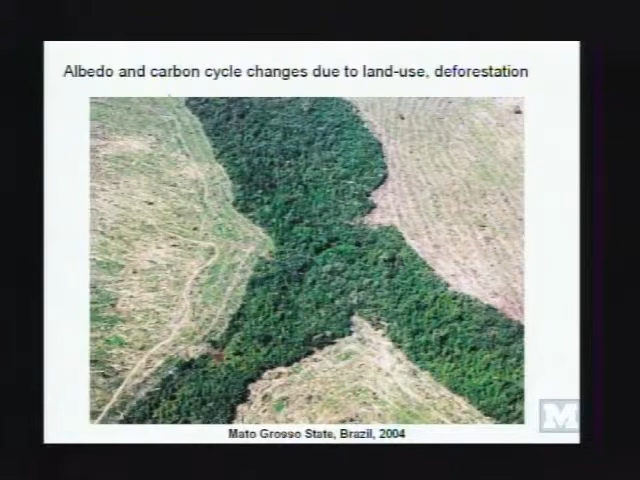 Albedo and carbon cycle changes due to land-use, deforestation
Mato Grosso State, Brazil, 2004
M